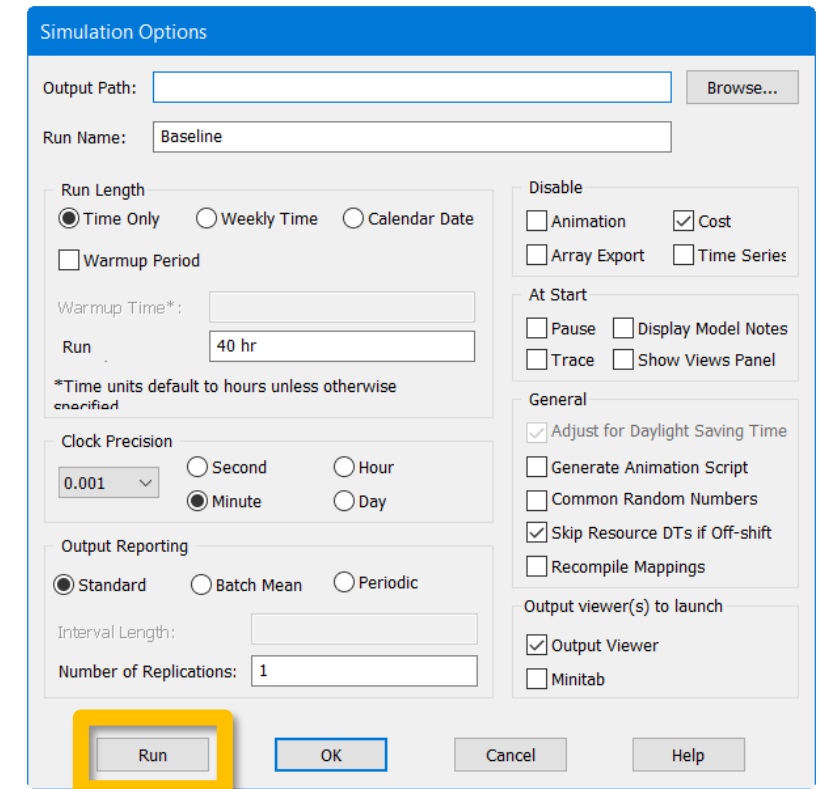 Simulation Options
Output Path:
Browse...
Run Name:
Baseline
Run Length
Time Only
Weekly Time
Calendar Date
Warmup Period
Warmup Time*:
Run
40 hr
*Time units default to hours unless otherwise
specified
Clock Precision
0.001
Second
Hour
Minute
Day
Output Reporting
Standard
Batch Mean
Periodic
Interval Length:
Number of Replications:
1
Disable
Animation
Cost
Array Export
Time Series
At Start
Pause
Display Model Notes
Trace
Show Views Panel
General
Adjust for Daylight Saving Time
Generate Animation Script
Common Random Numbers
Skip Resource DTs if Off-shift
Recompile Mappings
Output viewer(s) to launch
Output Viewer
Minitab
Run
OK
Cancel
Help